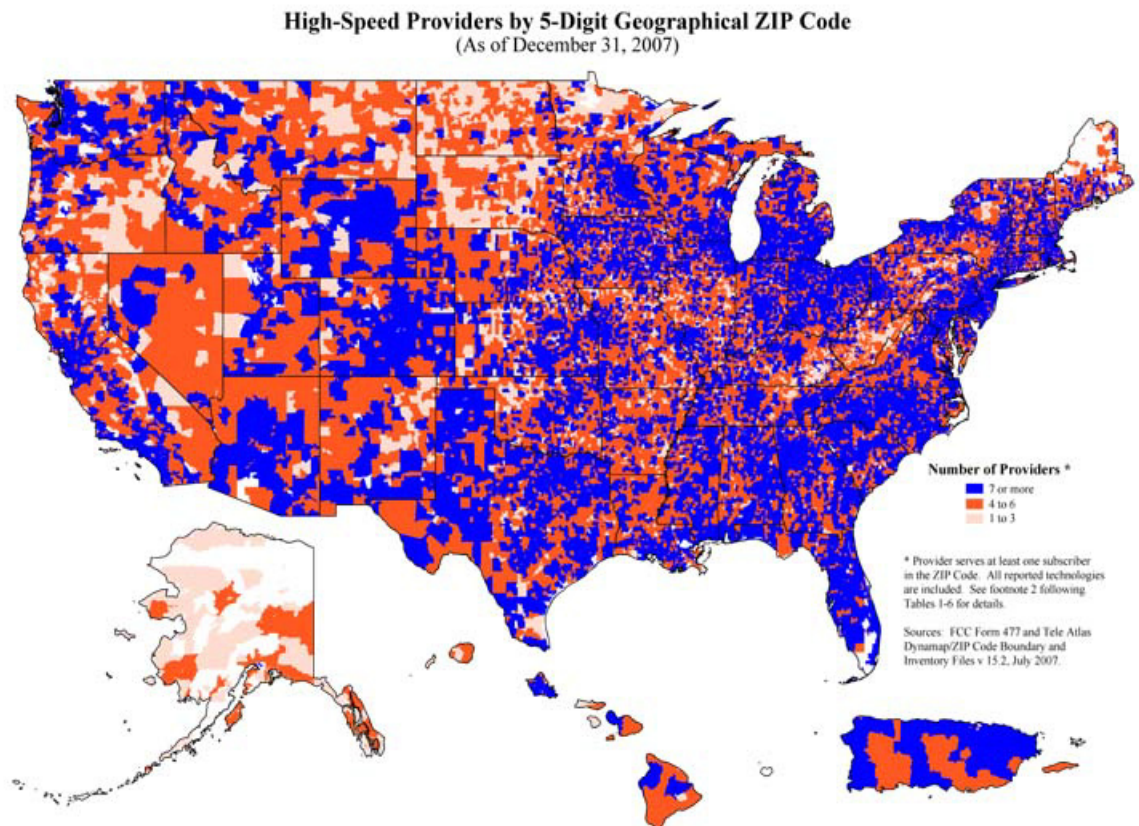 High-Speed Providers by 5-Digit Geographical ZIP Code
(As of December 31, 2007)
Number of Providers *
7 or more
4 to 6
1 to 3
* Provider serves at least one subscriber
in the ZIP Code. All reported technologies
are included. See footnote 2 following
Tables 1-6 for details.
Sources: FCC Form 477 and Tele Atlas
Dynamap/ZIP Code Boundary and
Inventory Files v 15.2, July 2007.